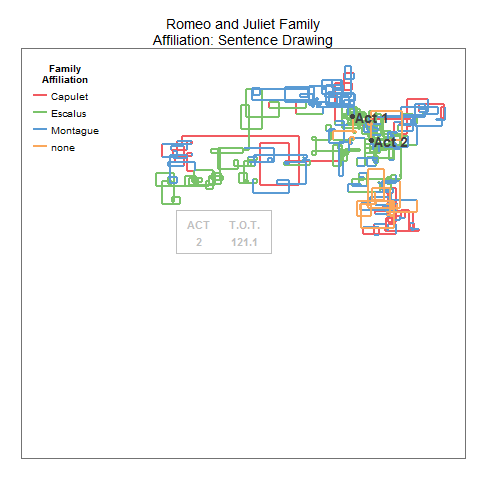 Romeo and Juliet Family
Affiliation: Sentence Drawing
Family
Affiliation
Capulet
Escalus
Montague
none
Act 1
Act 2
ACT T.O.T.
2 121.1